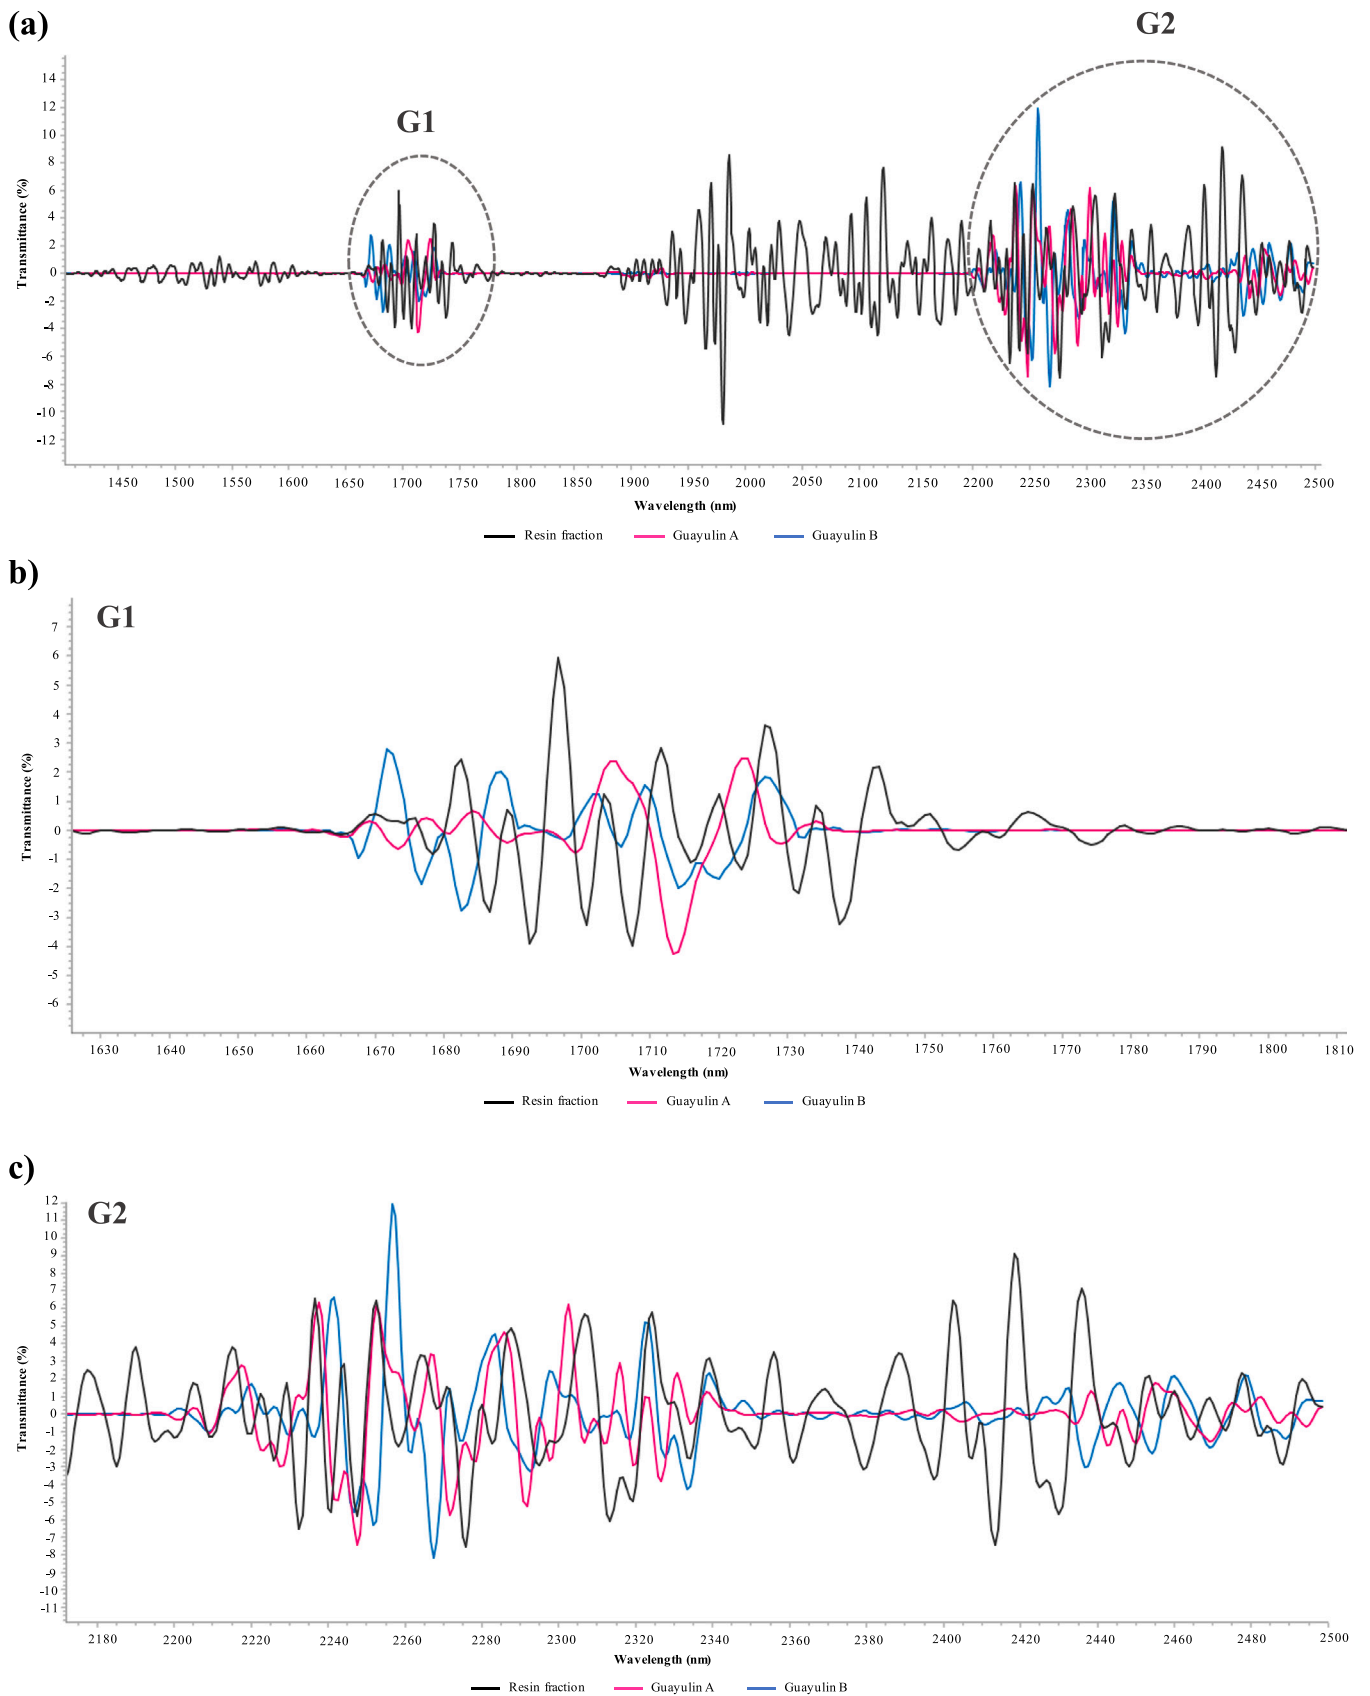 (a)
G2
G1
14
12
10
8
6
4
2
0
-2
-4
-6
-8
-10
-12
Transmittance (%)
1450 1500 1550 1600 1650 1700 1750 1800 1850 1900 1950 2000 2050 2100 2150 2200 2250 2300 2350 2400 2450 2500
Wavelength (nm)
Resin fraction Guayulin A Guayulin B
b)
G1
7
6
5
4
3
2
1
0
-1
-2
-3
-4
-5
-6
Transmittance (%)
1630 1640 1650 1660 1670 1680 1690 1700 1710 1720 1730 1740 1750 1760 1770 1780 1790 1800 1810
Wavelength (nm)
Resin fraction Guayulin A Guayulin B
c)
G2
12
11
10
9
8
7
6
5
4
3
2
1
0
-1
-2
-3
-4
-5
-6
-7
-8
-9
-10
-11
Transmittance (%)
2180 2200 2220 2240 2260 2280 2300 2320 2340 2360 2380 2400 2420 2440 2460 2480 2500
Wavelength (nm)
Resin fraction Guayulin A Guayulin B